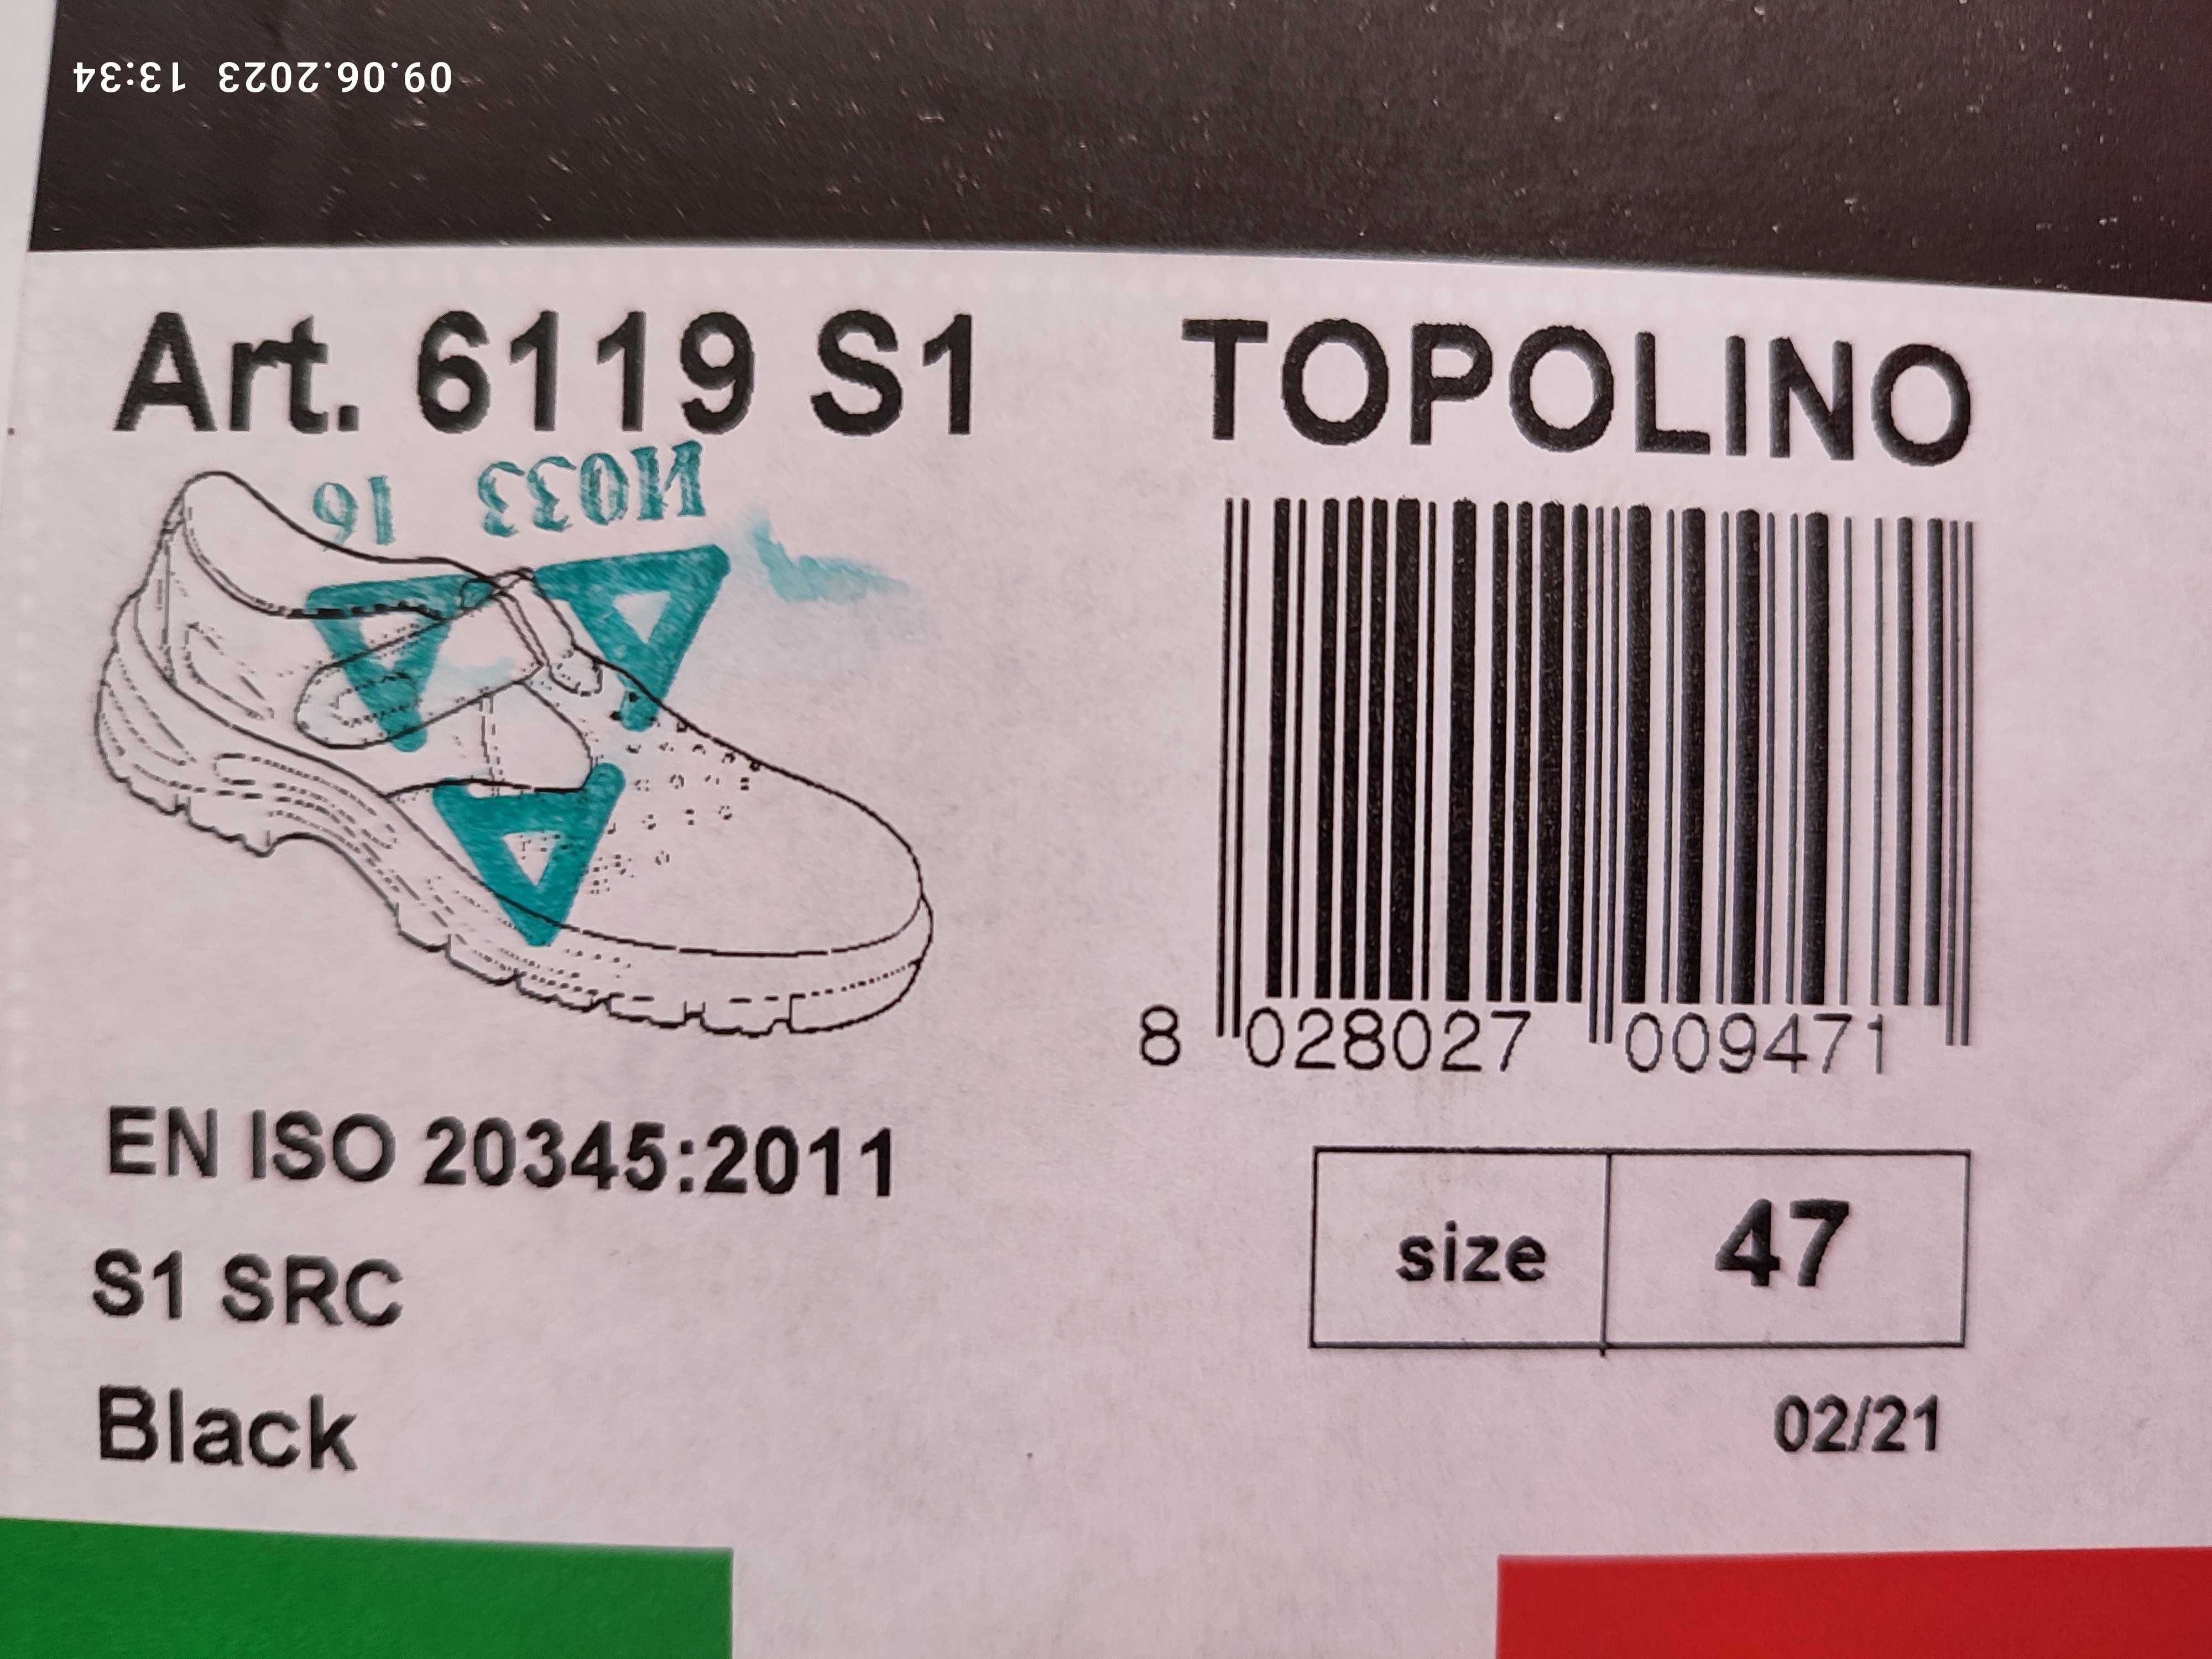 09.06.2023 13:34
Art. 6119 S1
TOPOLINO
И033 16
8 028027 009471
EN ISO 20345:2011
size 47
S1 SRC
Black
02/21